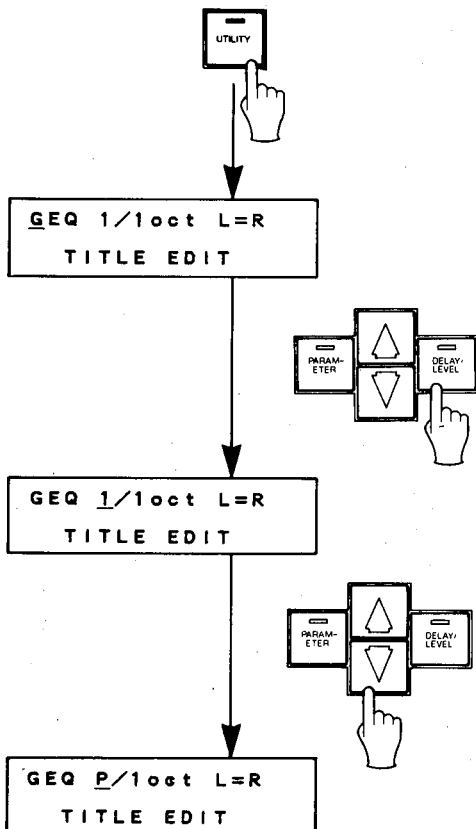 UTILITY
GEQ 1/1oct L=R
TITLE EDIT
PARAM-
ETER
DELAY/
LEVEL
GEQ 1/1oct L=R
TITLE EDIT
PARAM-
ETER
DELAY/
LEVEL
GEQ P/1oct L=R
TITLE EDIT